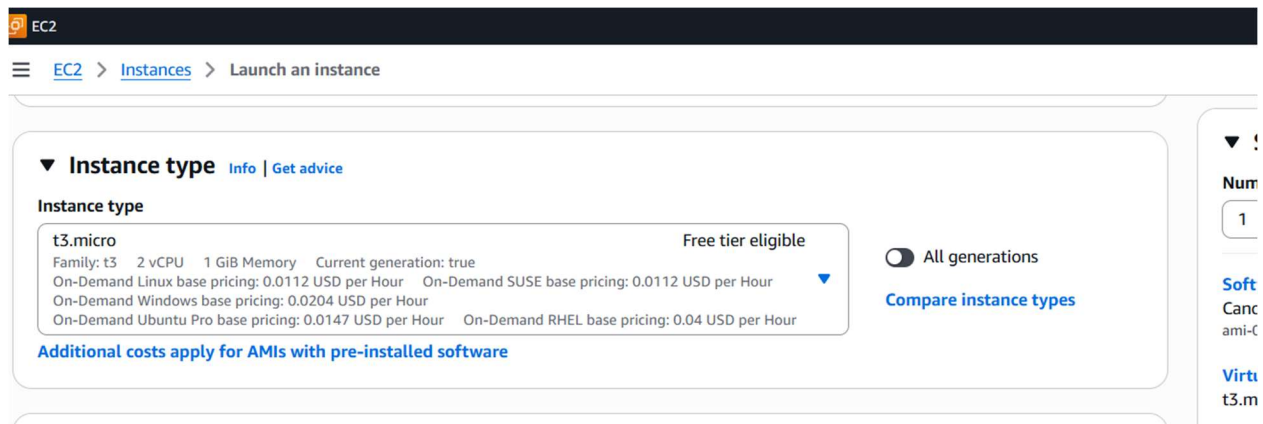 EC2
EC2 > Instances > Launch an instance
Instance type Info | Get advice
Instance type
t3.micro Free tier eligible
Family: t3 2 vCPU 1 GiB Memory Current generation: true
On-Demand Linux base pricing: 0.0112 USD per Hour On-Demand SUSE base pricing: 0.0112 USD per Hour
On-Demand Windows base pricing: 0.0204 USD per Hour
On-Demand Ubuntu Pro base pricing: 0.0147 USD per Hour On-Demand RHEL base pricing: 0.04 USD per Hour
Additional costs apply for AMIs with pre-installed software
All generations
Compare instance types
Num
1
Soft
Cano
ami-0
Virtu
t3.m